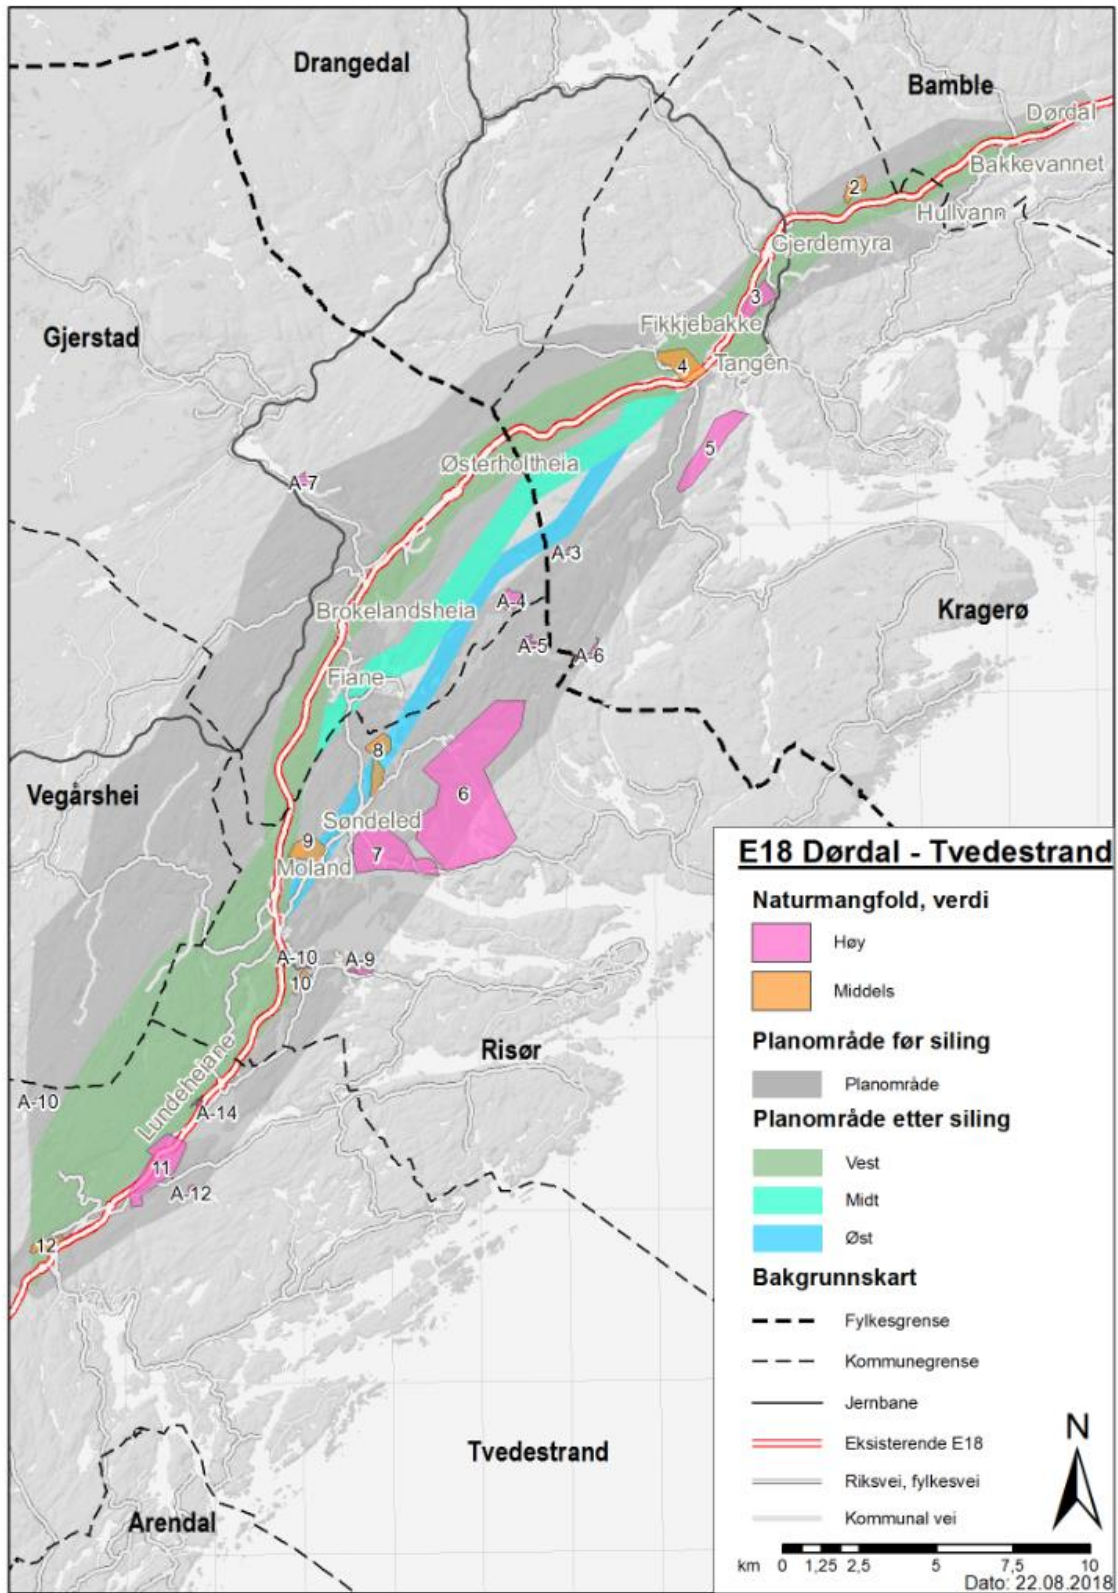 Drangedal
Bamble
Dørdal
Bakkevannet
2
Hullvann
Gjerdemyra
3
Fikkjebakke
Gjerstad
4
Tangen
5
Østerholtheia
A-7
A-3
A-4
Brokelandsheia
Kragerø
A-5
A-6
Fiane
8
Vegårshei
6
Søndeled
9
7
Moland
A-10
A-9
10
Risør
Lundeheiane
A-10
A-14
11
A-12
12
Tvedestrand
Arendal
E18 Dørdal - Tvedestrand
Naturmangfold, verdi
Høy
Middels
Planområde før siling
Planområde
Planområde etter siling
Vest
Midt
Øst
Bakgrunnskart
Fylkesgrense
Kommunegrense
Jernbane
Eksisterende E18
Riksvei, fylkesvei
Kommunal vei
N
km 0 1,25 2,5 5 7,5 10
Dato: 22.08.2018